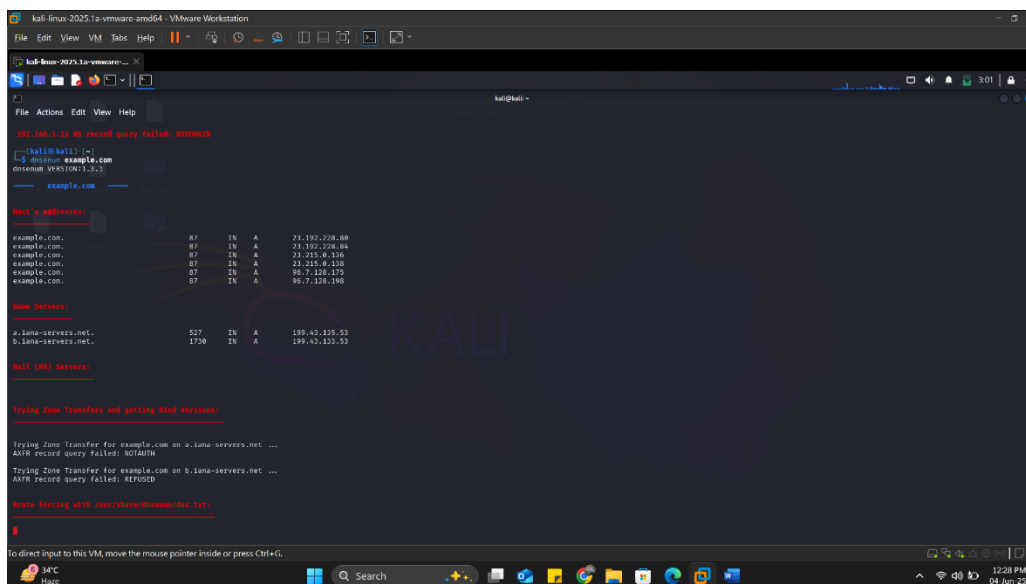 kali-linux-2025.1a-vmware-amd64 - VMware Workstation
File Edit View VM Tabs Help
kali-linux-2025.1a-vmware-...
3:01
kali@kali: ~
File Actions Edit View Help
192.168.1.11 NS record query failed: NXDOMAIN
(kali㉿kali)-[~]
$ dnsenum example.com
dnsenum VERSION:1.3.1
----- example.com -----
Host's addresses:
example.com. 87 IN A 23.192.228.80
example.com. 87 IN A 23.192.228.84
example.com. 87 IN A 23.215.0.136
example.com. 87 IN A 23.215.0.138
example.com. 87 IN A 96.7.128.175
example.com. 87 IN A 96.7.128.198
Name Servers:
a.iana-servers.net. 527 IN A 199.43.135.53
b.iana-servers.net. 1730 IN A 199.43.133.53
KALI
Mail (MX) Servers:
Trying Zone Transfers and getting Bind Versions:
Trying Zone Transfer for example.com on a.iana-servers.net ...
AXFR record query failed: NOTAUTH
Trying Zone Transfer for example.com on b.iana-servers.net ...
AXFR record query failed: REFUSED
Brute Forcing with /usr/share/dnsenum/dns.txt:
To direct input to this VM, move the mouse pointer inside or press Ctrl+G.
6
34°C
Haze
Search
12:28 PM
04-Jun-25